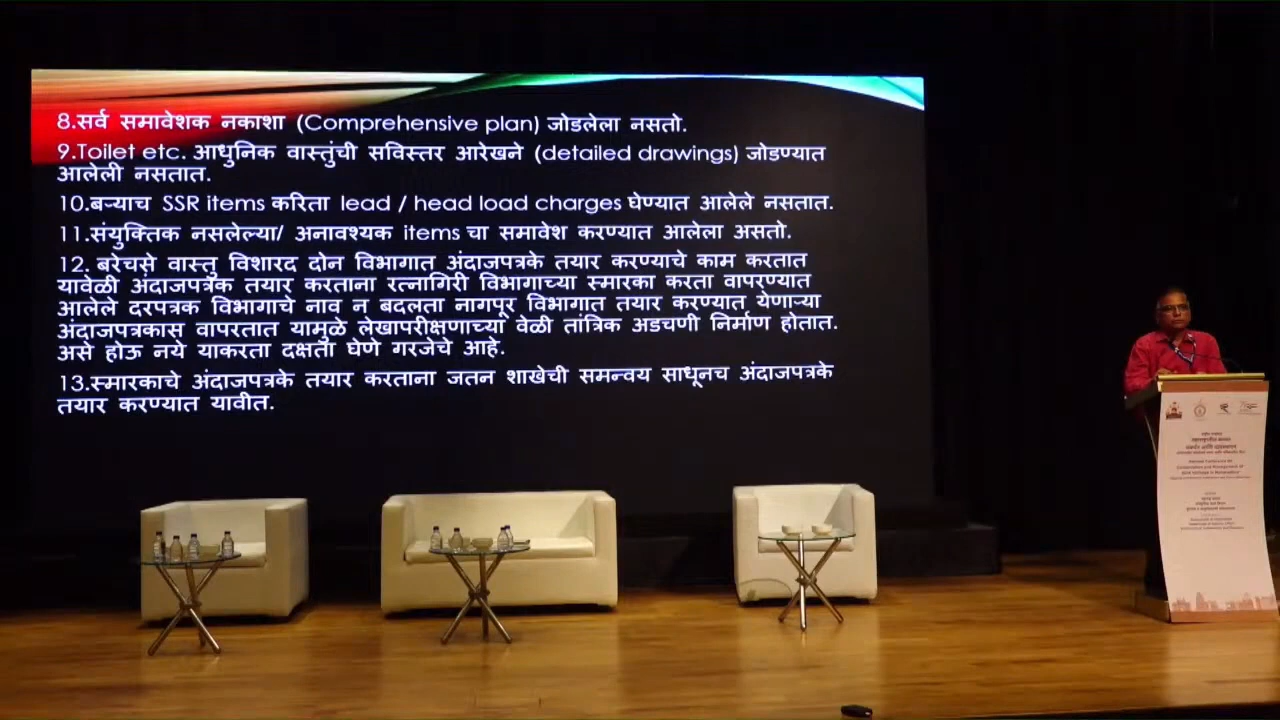 8.सर्व समावेशक नकाशा (Comprehensive plan) जोडलेला नसतो.
9.Toilet etc. आधुनिक वास्तुंची सविस्तर आरेखने (detailed drawings) जोडण्यात
आलेली नसतात.
10.बऱ्याच SSR items करिता lead / head load charges घेण्यात आलेले नसतात.
11.संयुक्तिक नसलेल्या/ अनावश्यक items चा समावेश करण्यात आलेला असतो.
12. बरेचसे वास्तु विशारद दोन विभागात अंदाजपत्रके तयार करण्याचे काम करतात
यावेळी अंदाजपत्रक तयार करताना रत्नागिरी विभागाच्या स्मारका करता वापरण्यात
आलेले दरपत्रक विभागाचे नाव न बदलता नागपूर विभागात तयार करण्यात येणाऱ्या
अंदाजपत्रकास वापरतात यामुळे लेखापरीक्षणाच्या वेळी तांत्रिक अडचणी निर्माण होतात.
असे होऊ नये याकरता दक्षता घेणे गरजेचे आहे.
13.स्मारकाचे अंदाजपत्रके तयार करताना जतन शाखेची समन्वय साधूनच अंदाजपत्रके
तयार करण्यात यावीत.